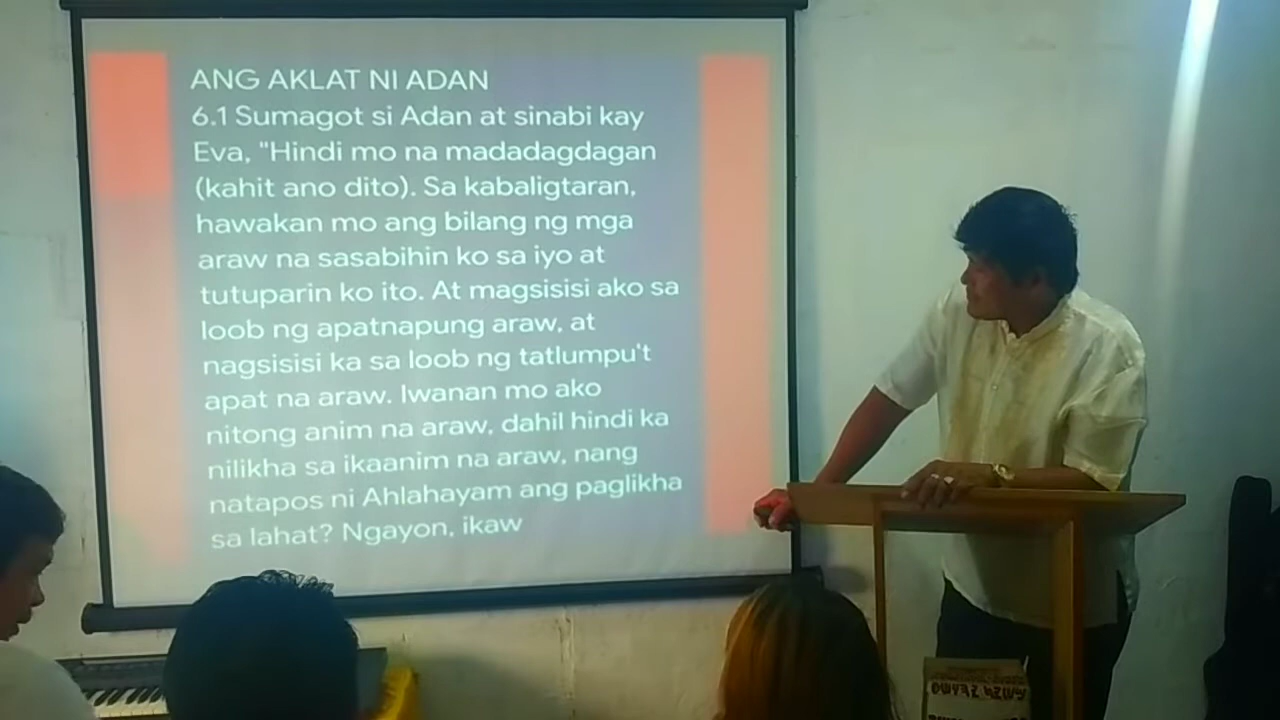 ANG AKLAT NI ADAN
6.1 Sumagot si Adan at sinabi kay
Eva, "Hindi mo na madadagdagan
(kahit ano dito). Sa kabaligtaran,
hawakan mo ang bilang ng mga
araw na sasabihin ko sa iyo at
tutuparin ko ito. At magsisisi ako sa
loob ng apatnapung araw, at
nagsisisi ka sa loob ng tatlumpu't
apat na araw. Iwanan mo ako
nitong anim na araw, dahil hindi ka
nilikha sa ikaanim na araw, nang
natapos ni Ahlahayam ang paglikha
sa lahat? Ngayon, ikaw